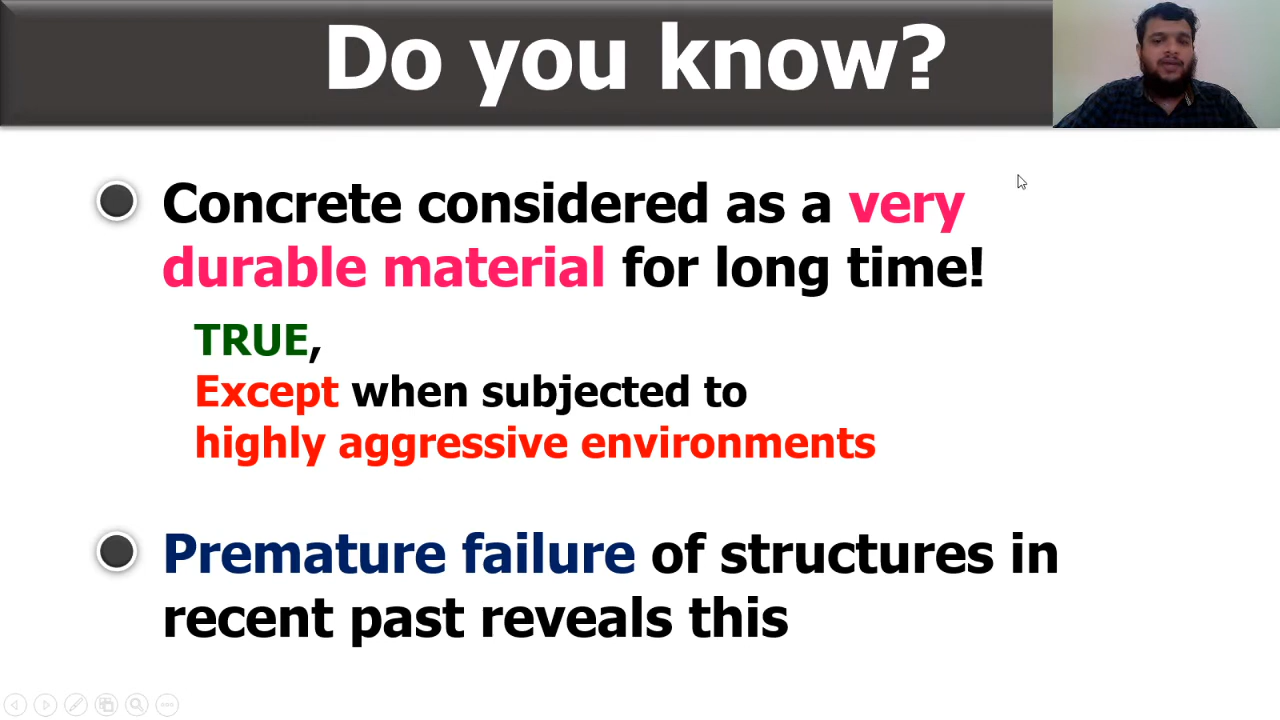 Do you know?
Concrete considered as a very
durable material for long time!
TRUE,
Except when subjected to
highly aggressive environments
Premature failure of structures in
recent past reveals this